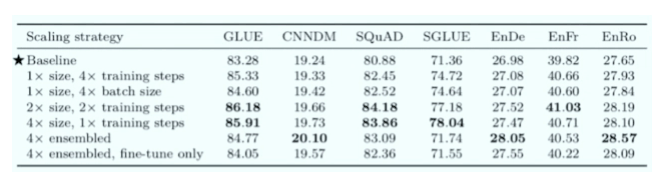 Scaling strategy GLUE CNNDM SQuAD SGLUE EnDe EnFr EnRo
★ Baseline 83.28 19.24 80.88 71.36 26.98 39.82 27.65
1× size, 4× training steps 85.33 19.33 82.45 74.72 27.08 40.66 27.93
1× size, 4× batch size 84.60 19.42 82.52 74.64 27.07 40.60 27.84
2× size, 2× training steps 86.18 19.66 84.18 77.18 27.52 41.03 28.19
4× size, 1× training steps 85.91 19.73 83.86 78.04 27.47 40.71 28.10
4× ensembled 84.77 20.10 83.09 71.74 28.05 40.53 28.57
4× ensembled, fine-tune only 84.05 19.57 82.36 71.55 27.55 40.22 28.09